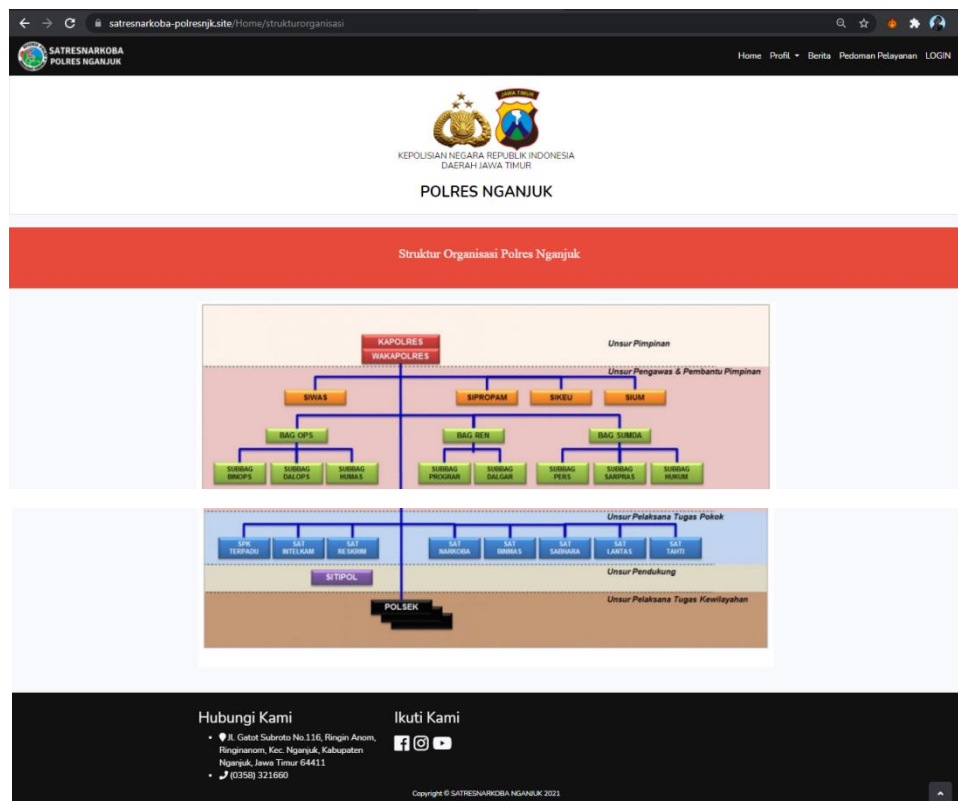 satresnarkoba-polresnjk.site/Home/strukturorganisasi
SATRESNARKOBA
POLRES NGANJUK
Home Profil Berita Pedoman Pelayanan LOGIN
JAWA TIMUR
KEPOLISIAN NEGARA REPUBLIK INDONESIA
DAERAH JAWA TIMUR
POLRES NGANJUK
Struktur Organisasi Polres Nganjuk
KAPOLRES
WAKAPOLRES
Unsur Pimpinan
Unsur Pengawas & Pembantu Pimpinan
SIWAS SIPROPAM SIKEU SIUM
BAG OPS BAG REN BAG SUMDA
SUBBAG BINOPS
SUBBAG DALOPS
SUBBAG HUMAS
SUBBAG PROGRAR
SUBBAG DALGAR
SUBBAG PERS
SUBBAG SARPRAS
SUBBAG HUKUM
Unsur Pelaksana Tugas Pokok
SPK TERPADU
SAT INTELKAM
SAT RESKRIM
SAT NARKOBA
SAT BINMAS
SAT SABHARA
SAT LANTAS
SAT TAHTI
Unsur Pendukung
SITIPOL
Unsur Pelaksana Tugas Kewilayahan
POLSEK
Hubungi Kami
Jl. Gatot Subroto No.116, Ringin Anom,
Ringinanom, Kec. Nganjuk, Kabupaten
Nganjuk, Jawa Timur 64411
(0358) 321660
Ikuti Kami
Copyright © SATRESNARKOBA NGANJUK 2021